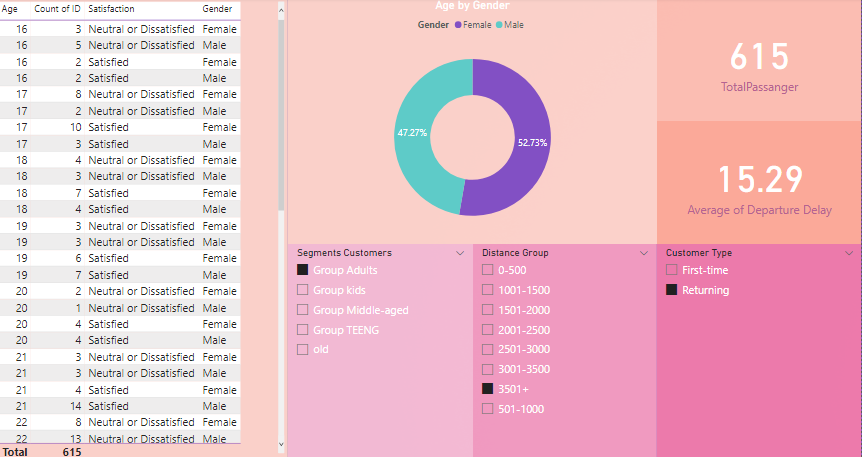 Age Count of ID Satisfaction Gender
16 3 Neutral or Dissatisfied Female
16 5 Neutral or Dissatisfied Male
16 2 Satisfied Female
16 2 Satisfied Male
17 8 Neutral or Dissatisfied Female
17 2 Neutral or Dissatisfied Male
17 10 Satisfied Female
17 3 Satisfied Male
18 4 Neutral or Dissatisfied Female
18 3 Neutral or Dissatisfied Male
18 7 Satisfied Female
18 4 Satisfied Male
19 3 Neutral or Dissatisfied Female
19 3 Neutral or Dissatisfied Male
19 6 Satisfied Female
19 7 Satisfied Male
20 2 Neutral or Dissatisfied Female
20 1 Neutral or Dissatisfied Male
20 4 Satisfied Female
20 4 Satisfied Male
21 3 Neutral or Dissatisfied Female
21 3 Neutral or Dissatisfied Male
21 4 Satisfied Female
21 14 Satisfied Male
22 8 Neutral or Dissatisfied Female
22 13 Neutral or Dissatisfied Male
Total 615
Age by Gender
Gender Female Male
47.27%
52.73%
615
TotalPassanger
15.29
Average of Departure Delay
Segments Customers
Group Adults
Group kids
Group Middle-aged
Group TEENG
old
Distance Group
0-500
1001-1500
1501-2000
2001-2500
2501-3000
3001-3500
3501+
501-1000
Customer Type
First-time
Returning